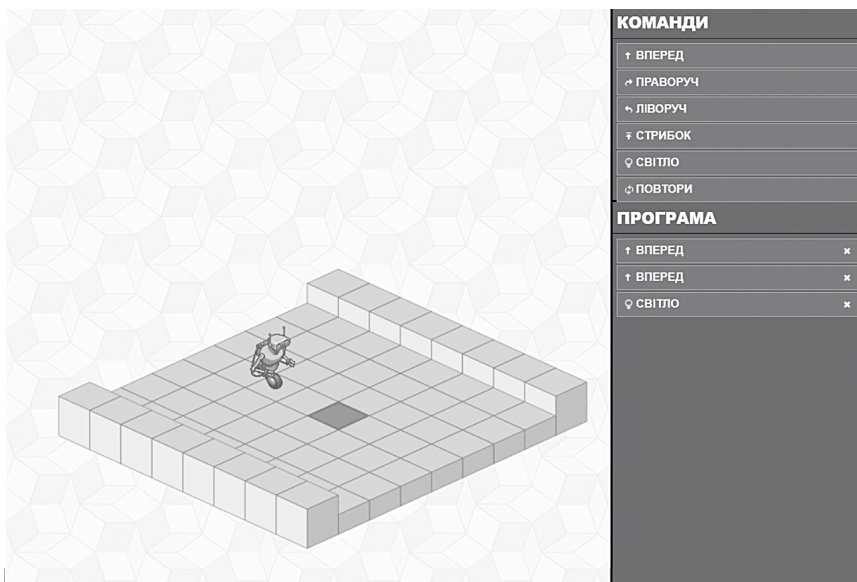 КОМАНДИ
ВПЕРЕД
ПРАВОРУЧ
ЛІВОРУЧ
СТРИБОК
СВІТЛО
ПОВТОРИ
ПРОГРАМА
ВПЕРЕД
ВПЕРЕД
СВІТЛО